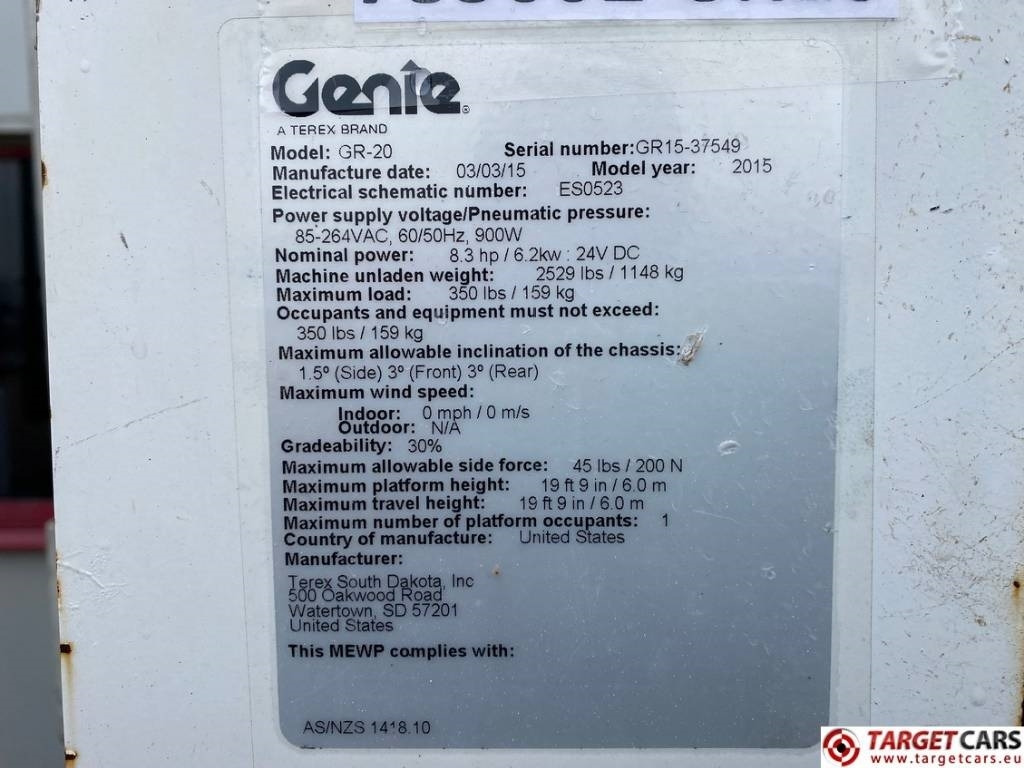 Genie
A TEREX BRAND
Model: GR-20 Serial number:GR15-37549
Manufacture date: 03/03/15 Model year: 2015
Electrical schematic number: ES0523
Power supply voltage/Pneumatic pressure:
85-264VAC, 60/50Hz, 900W
Nominal power: 8.3 hp / 6.2kw : 24V DC
Machine unladen weight: 2529 lbs / 1148 kg
Maximum load: 350 lbs / 159 kg
Occupants and equipment must not exceed:
350 lbs / 159 kg
Maximum allowable inclination of the chassis:
1.5º (Side) 3º (Front) 3º (Rear)
Maximum wind speed:
Indoor: 0 mph / 0 m/s
Outdoor: N/A
Gradeability: 30%
Maximum allowable side force: 45 lbs / 200 N
Maximum platform height: 19 ft 9 in / 6.0 m
Maximum travel height: 19 ft 9 in / 6.0 m
Maximum number of platform occupants: 1
Country of manufacture: United States
Manufacturer:
Terex South Dakota, Inc
500 Oakwood Road
Watertown, SD 57201
United States
This MEWP complies with:
AS/NZS 1418.10
TARGETCARS
www.targetcars.eu